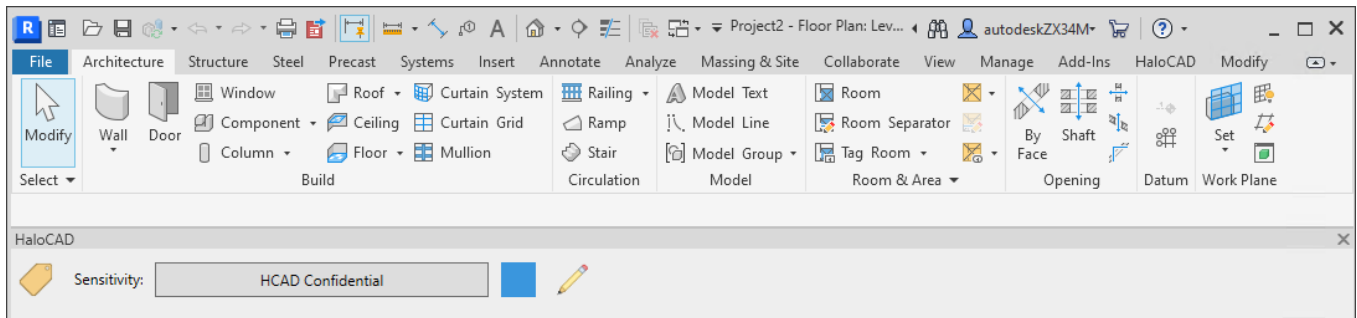 R Project2 - Floor Plan: Lev... autodeskZX34M ?
File Architecture Structure Steel Precast Systems Insert Annotate Analyze Massing & Site Collaborate View Manage Add-Ins HaloCAD Modify
Modify
Wall
Door
Window
Component
Column
Roof
Ceiling
Floor
Curtain System
Curtain Grid
Mullion
Railing
Ramp
Stair
Model Text
Model Line
Model Group
Room
Room Separator
Tag Room
By
Face
Shaft
Set
Select Build Circulation Model Room & Area Opening Datum Work Plane
HaloCAD
Sensitivity: HCAD Confidential